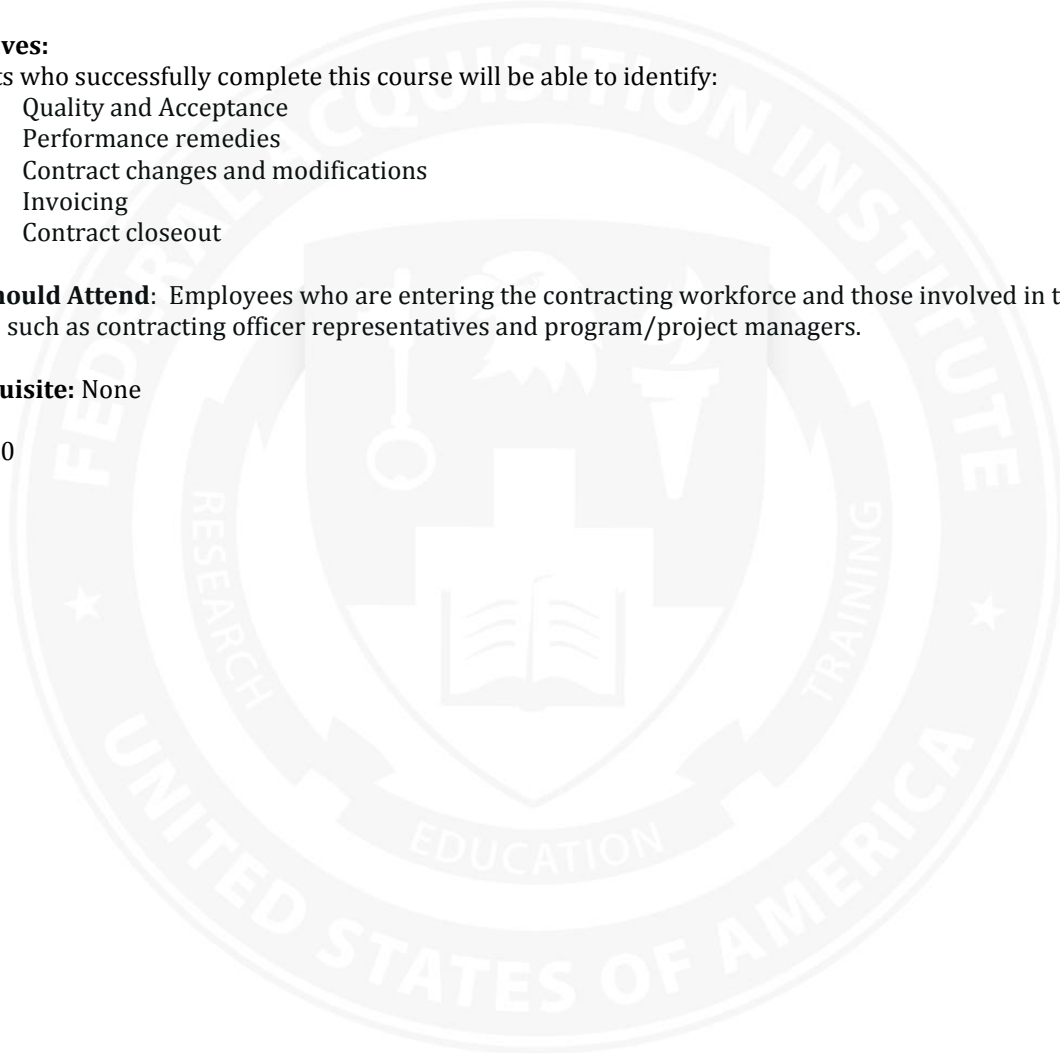 ves:
ts who successfully complete this course will be able to identify:
Quality and Acceptance
Performance remedies
Contract changes and modifications
Invoicing
Contract closeout
hould Attend: Employees who are entering the contracting workforce and those involved in t
such as contracting officer representatives and program/project managers.
uisite: None
0
FEDERAL ACQUISITION INSTITUTE
RESEARCH
TRAINING
EDUCATION
UNITED STATES OF AMERICA